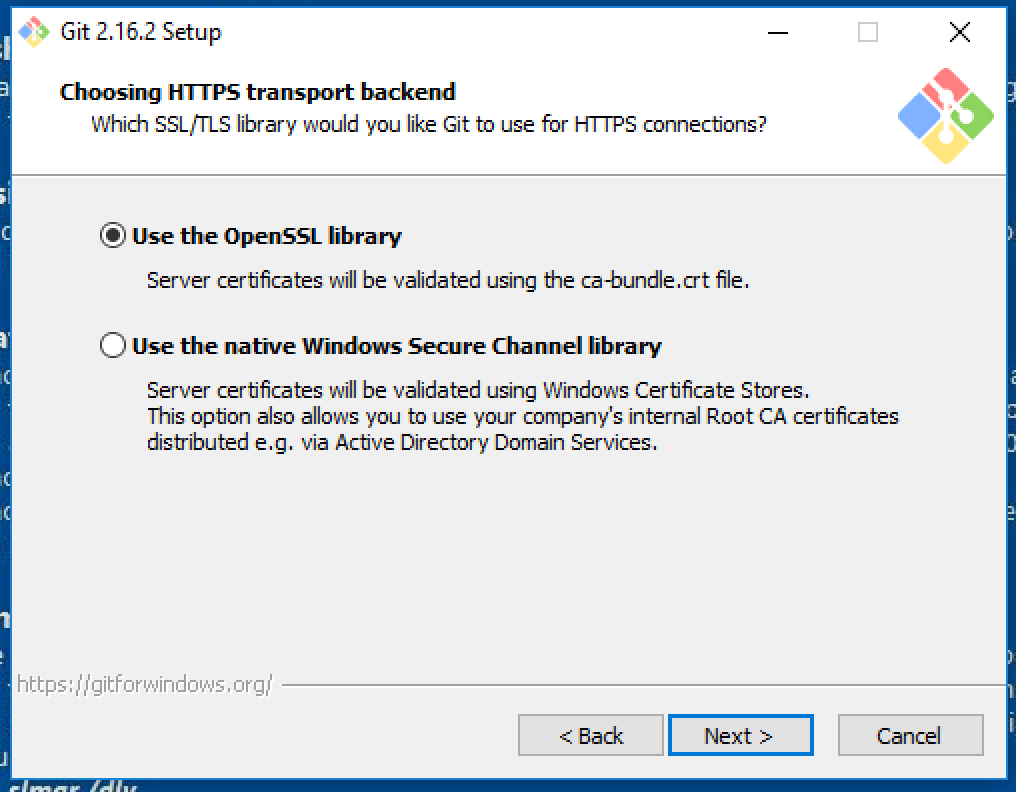 Git 2.16.2 Setup
Choosing HTTPS transport backend
Which SSL/TLS library would you like Git to use for HTTPS connections?
Use the OpenSSL library
Server certificates will be validated using the ca-bundle.crt file.
Use the native Windows Secure Channel library
Server certificates will be validated using Windows Certificate Stores.
This option also allows you to use your company's internal Root CA certificates
distributed e.g. via Active Directory Domain Services.
https://gitforwindows.org/
< Back
Next >
Cancel
slmgr /dlv